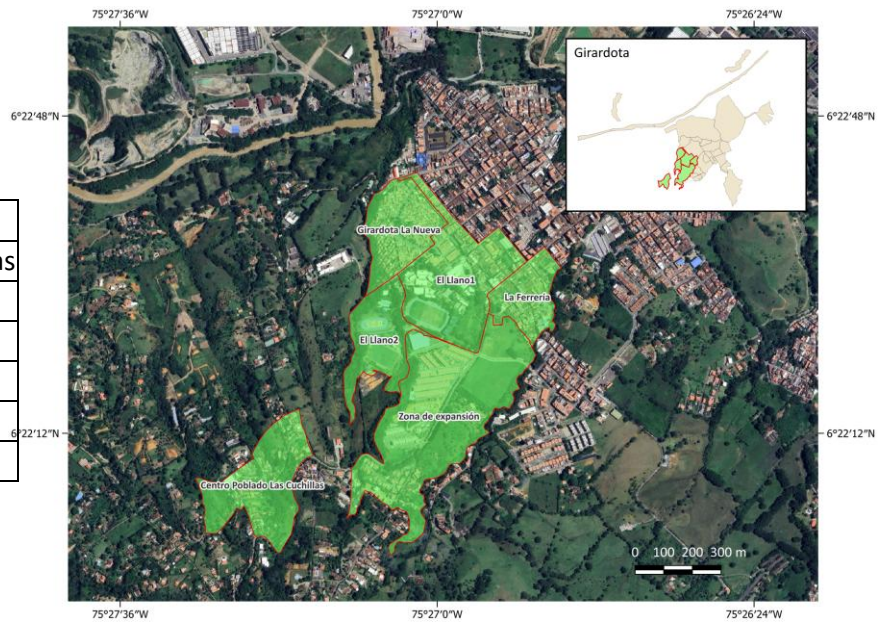 75°27'36"W 75°27'0"W 75°26'24"W
Girardota
6°22'48"N 6°22'48"N
Girardota La Nueva
El Llano1
La Ferrería
El Llano2
Zona de expansión
6°22'12"N 6°22'12"N
Centro Poblado Las Cuchillas
0 100 200 300 m
75°27'36"W 75°27'0"W 75°26'24"W